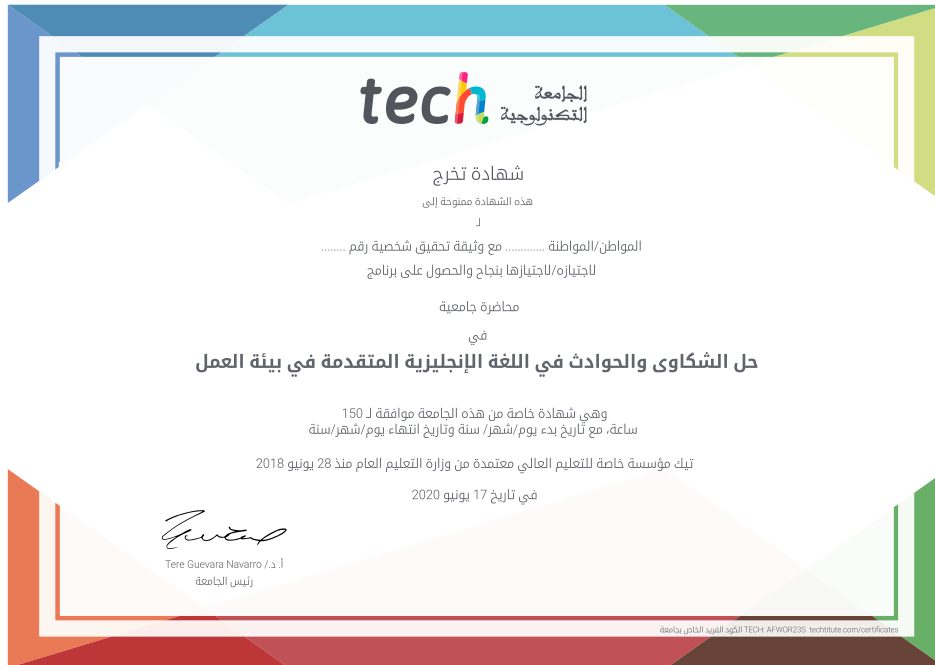 tech
الجامعة
التكنولوجية
شهادة تخرج
هذه الشهادة ممنوحة إلى
لـ
المواطن/المواطنة ............ مع وثيقة تحقيق شخصية رقم ........
لاجتيازه/لاجتيازها بنجاح والحصول على برنامج
محاضرة جامعية
في
حل الشكاوى والحوادث في اللغة الإنجليزية المتقدمة في بيئة العمل
وهي شهادة خاصة من هذه الجامعة موافقة لـ 150
ساعة، مع تاريخ بدء يوم/شهر/ سنة وتاريخ انتهاء يوم/شهر/سنة
تيك مؤسسة خاصة للتعليم العالي معتمدة من وزارة التعليم العام منذ 28 يونيو 2018
في تاريخ 17 يونيو 2020
أ. د./ Tere Guevara Navarro
رئيس الجامعة
الكود الفريد الخاص بجامعة TECH: AFWOR23S techtitute.com/certificates